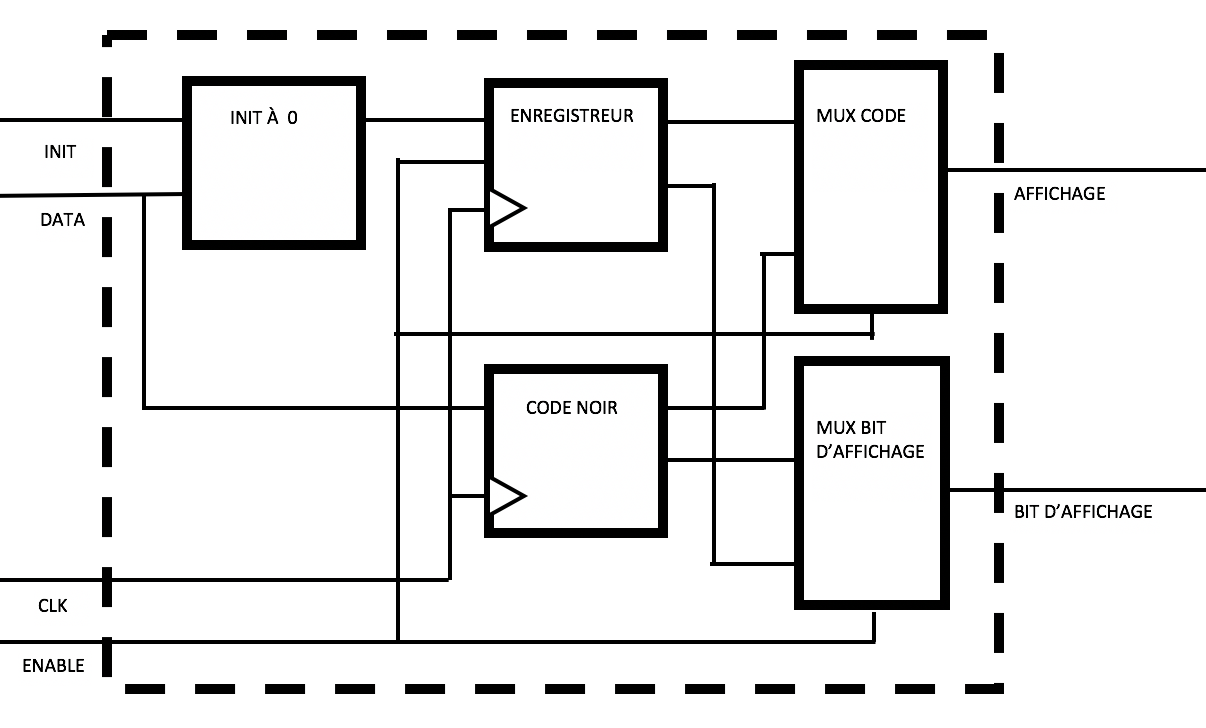 INIT À 0
ENREGISTREUR
MUX CODE
INIT
DATA
AFFICHAGE
CODE NOIR
MUX BIT
D'AFFICHAGE
BIT D'AFFICHAGE
CLK
ENABLE